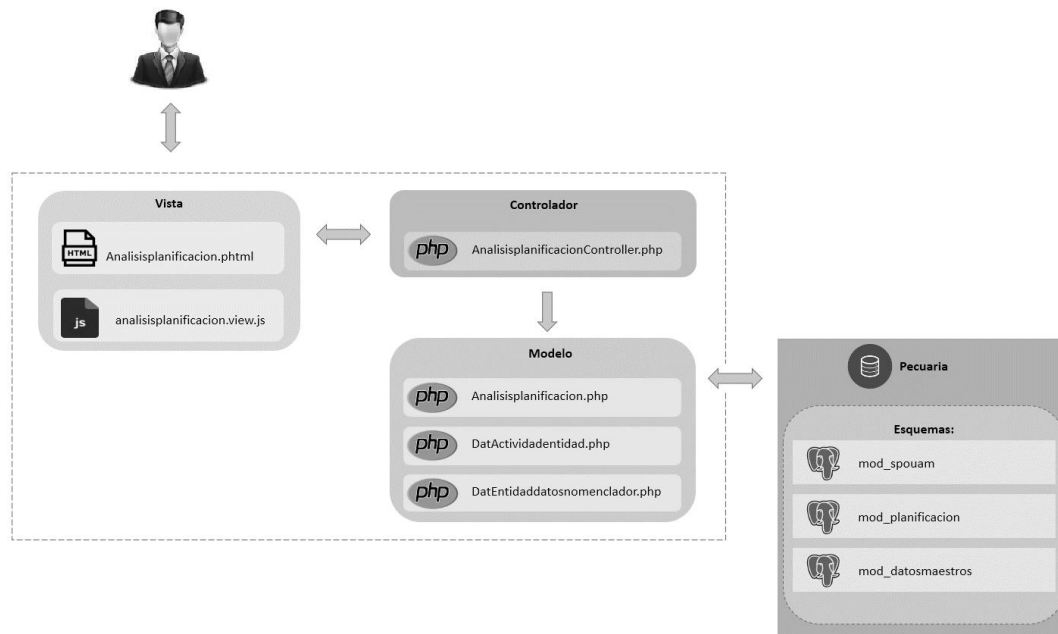 Vista
HTML
Analisisplanificacion.phtml
js
analisisplanificacion.view.js
Controlador
php
AnalisisplanificacionController.php
Modelo
php
Analisisplanificacion.php
php
DatActividadentidad.php
php
DatEntidaddatosnomenclador.php
Pecuaria
Esquemas:
mod_spouam
mod_planificacion
mod_datosmaestros